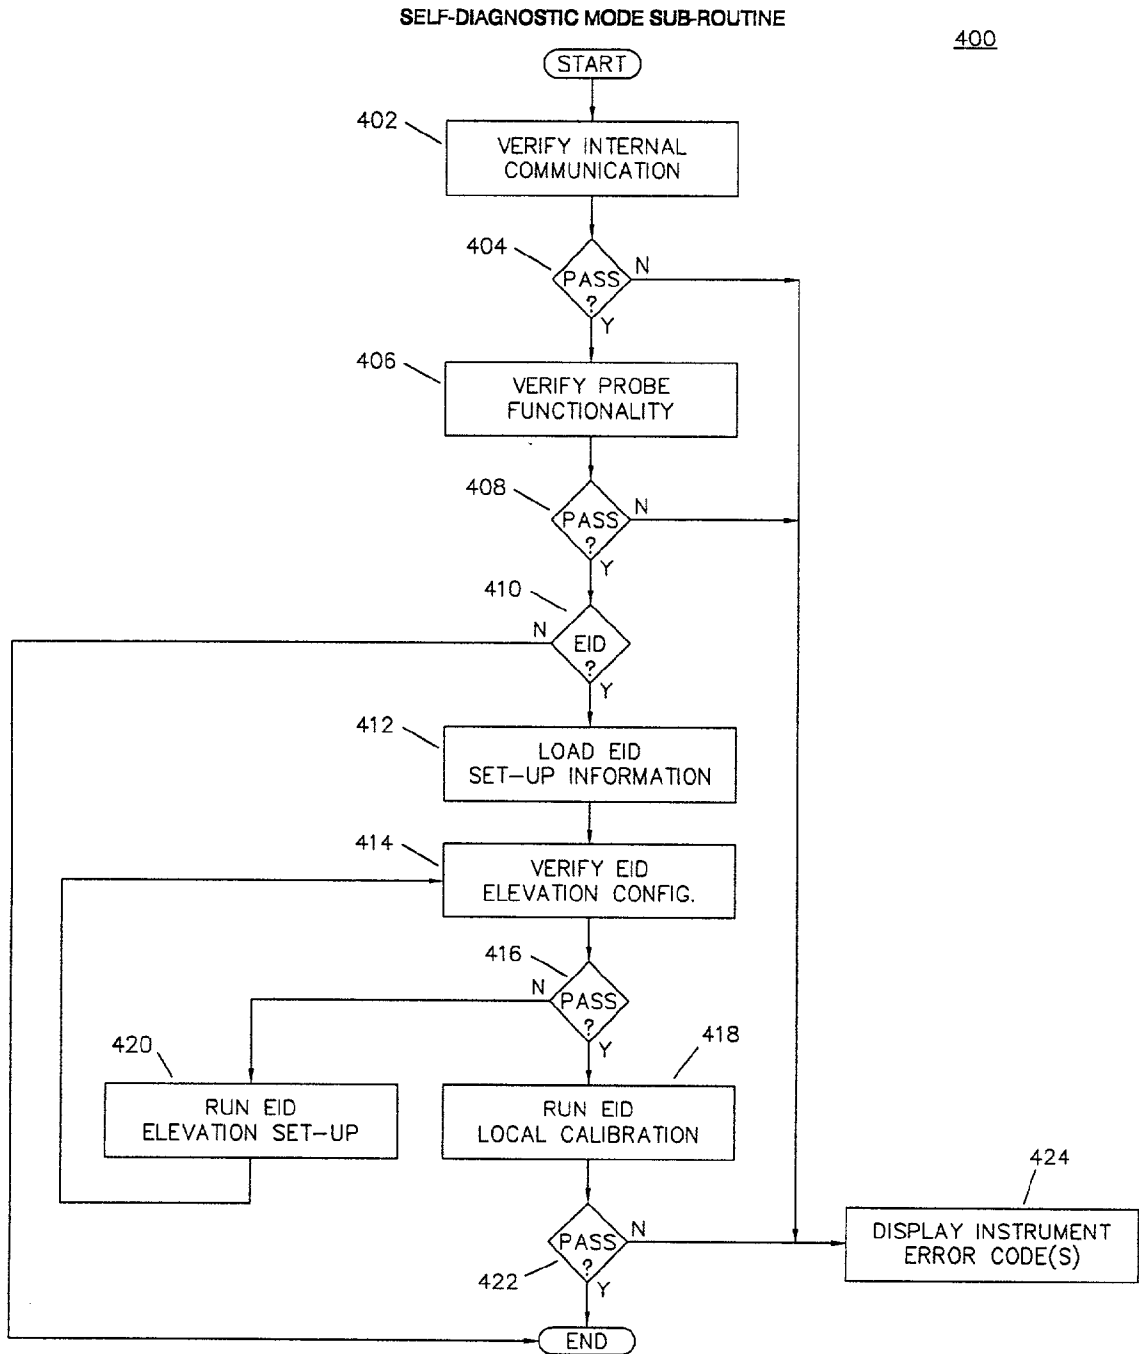 SELF-DIAGNOSTIC MODE SUB-ROUTINE
400
START
402
VERIFY INTERNAL
COMMUNICATION
404
PASS
?
N
Y
406
VERIFY PROBE
FUNCTIONALITY
408
PASS
?
N
Y
410
N
EID
?
Y
412
LOAD EID
SET-UP INFORMATION
414
VERIFY EID
ELEVATION CONFIG.
416
N
PASS
?
Y
418
420
RUN EID
ELEVATION SET-UP
RUN EID
LOCAL CALIBRATION
424
PASS
?
N
DISPLAY INSTRUMENT
ERROR CODE(S)
422
Y
END